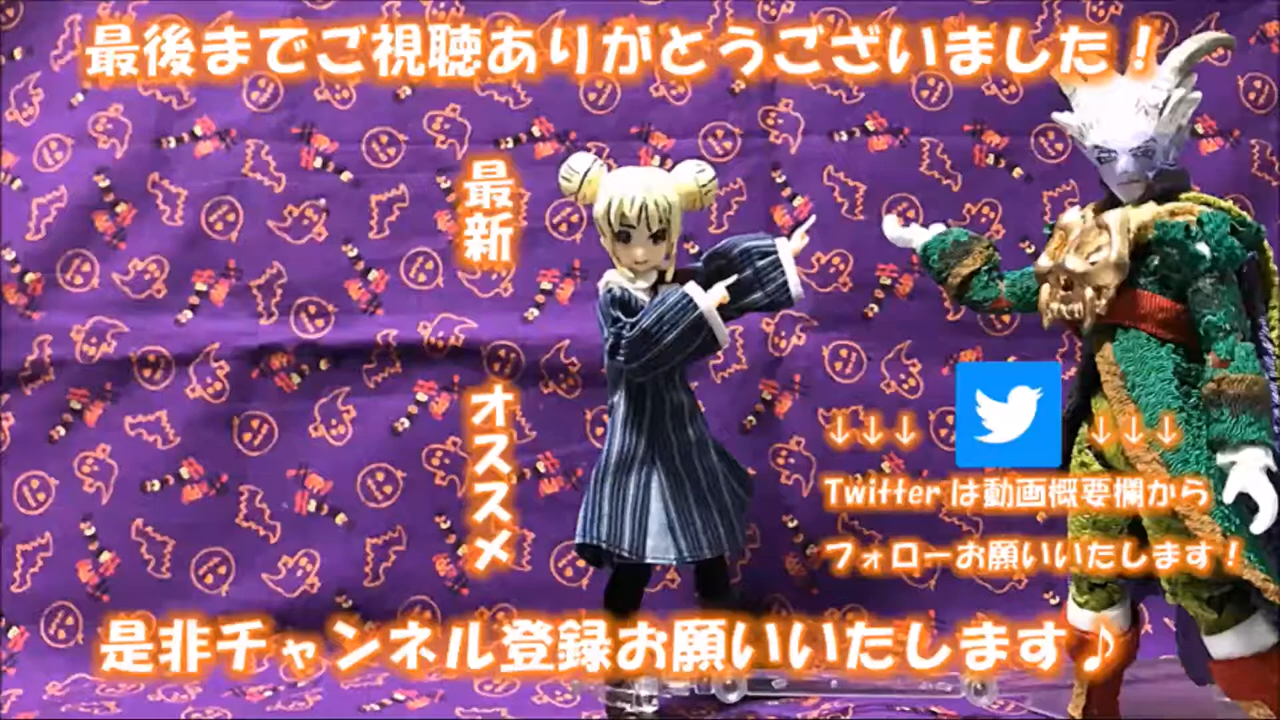 最後までご視聴ありがとうございました！
最新
オススメ
↓↓↓ ↓↓↓
Twitterは動画概要欄から
フォローお願いいたします！
是非チャンネル登録お願いいたします♪